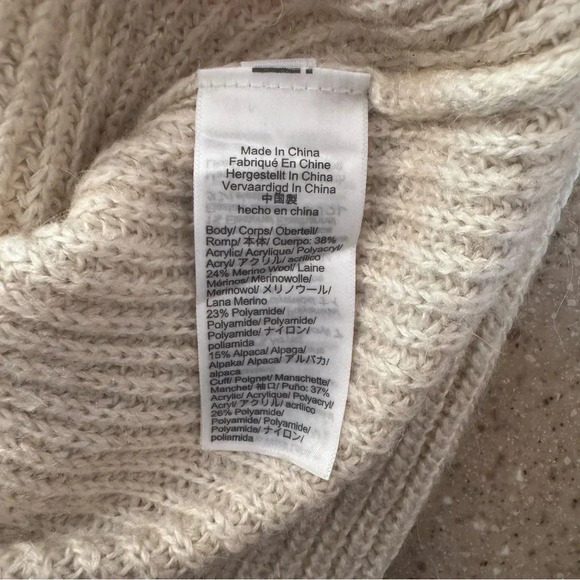 Made In China
Fabriqué En Chine
Hergestellt In China
Vervaardigd In China
中国製
hecho en china
Body/ Corps/ Oberteil/
Romp/ 本体/ Cuerpo: 38%
Acrylic/ Acrylique/ Polyacryl/
Acryl/ アクリル/ acrílico
24% Merino Wool/ Laine
Mérinos/ Merinowolle/
Merinowol/ メリノウール/
Lana Merino
23% Polyamide/
Polyamide/ Polyamid/
Polyamide/ ナイロン/
poliamida
15% Alpaca/ Alpaga/
Alpaka/ Alpaca/ アルパカ/
alpaca
Cuff/ Poignet/ Manschette/
Manchet/ 袖口/ Puño: 37%
Acrylic/ Acrylique/ Polyacryl/
Acryl/ アクリル/ acrílico
26% Polyamide/
Polyamide/ Polyamid/
Polyamide/ ナイロン/
poliamida